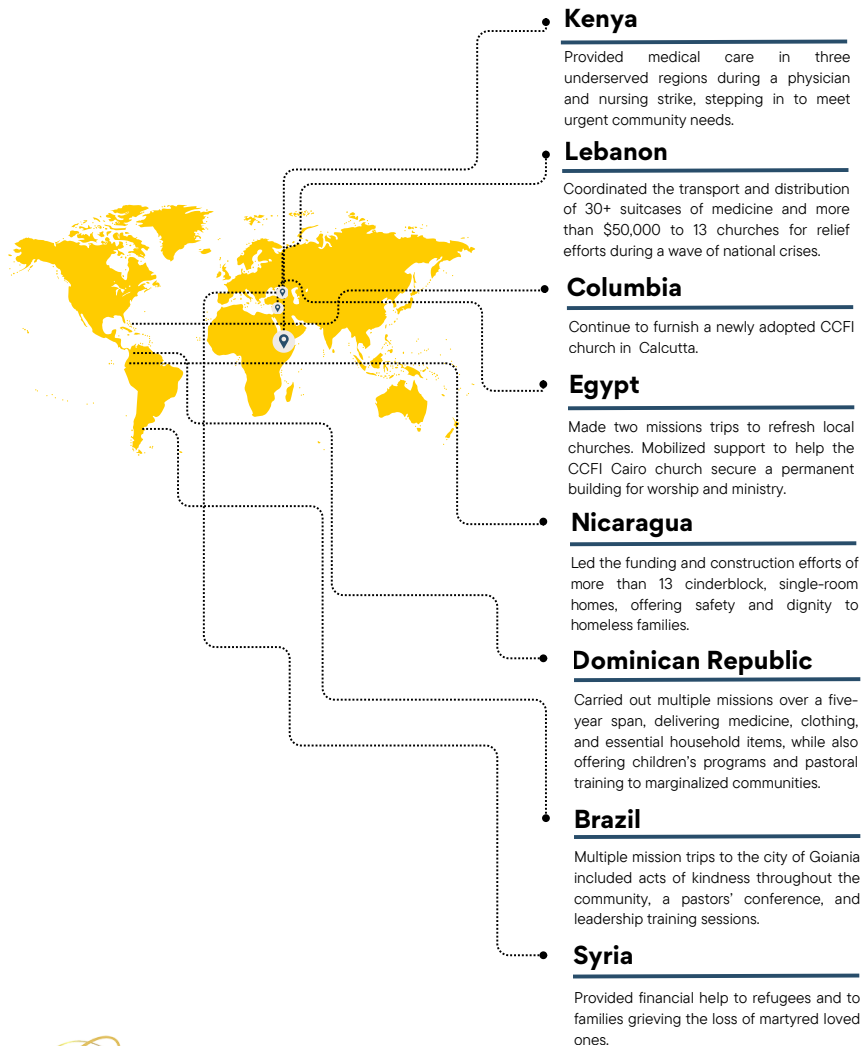 Kenya
Provided medical care in three
underserved regions during a physician
and nursing strike, stepping in to meet
urgent community needs.
Lebanon
Coordinated the transport and distribution
of 30+ suitcases of medicine and more
than $50,000 to 13 churches for relief
efforts during a wave of national crises.
Columbia
Continue to furnish a newly adopted CCFI
church in Calcutta.
Egypt
Made two missions trips to refresh local
churches. Mobilized support to help the
CCFI Cairo church secure a permanent
building for worship and ministry.
Nicaragua
Led the funding and construction efforts of
more than 13 cinderblock, single-room
homes, offering safety and dignity to
homeless families.
Dominican Republic
Carried out multiple missions over a five-
year span, delivering medicine, clothing,
and essential household items, while also
offering children's programs and pastoral
training to marginalized communities.
Brazil
Multiple mission trips to the city of Goiania
included acts of kindness throughout the
community, a pastors' conference, and
leadership training sessions.
Syria
Provided financial help to refugees and to
families grieving the loss of martyred loved
ones.